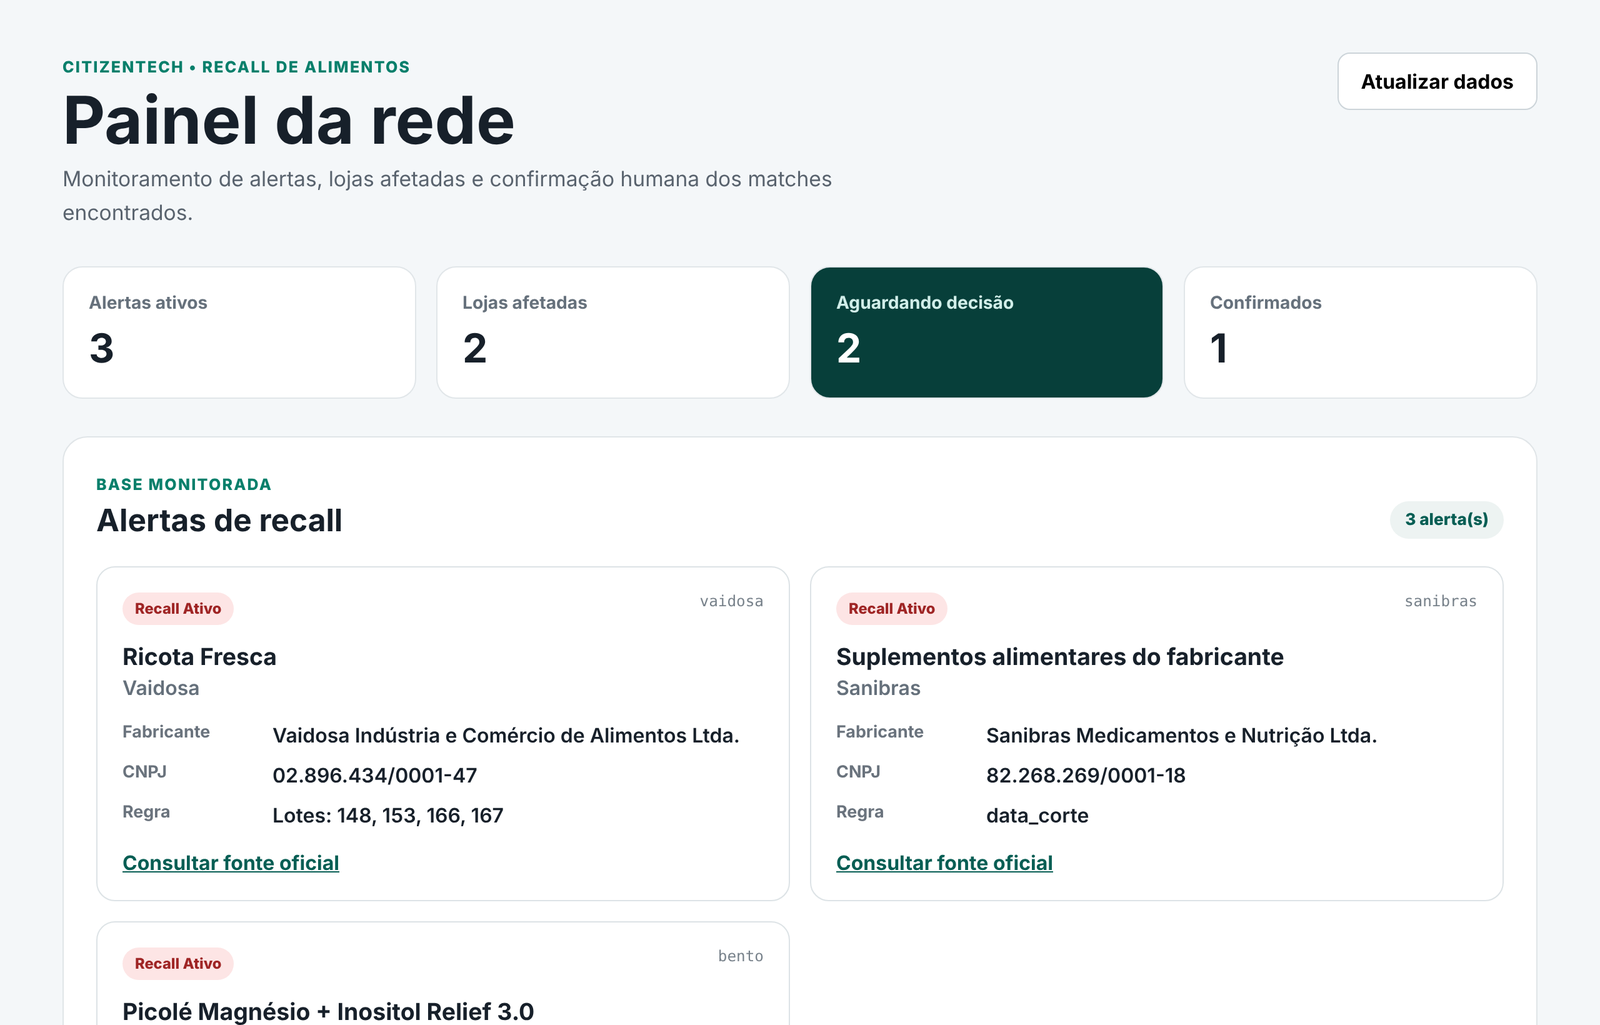 CITIZENTECH • RECALL DE ALIMENTOS
Painel da rede
Monitoramento de alertas, lojas afetadas e confirmação humana dos matches
encontrados.
Atualizar dados
Alertas ativos
3
Lojas afetadas
2
Aguardando decisão
2
Confirmados
1
BASE MONITORADA
Alertas de recall
3 alerta(s)
Recall Ativo
vaidosa
Ricota Fresca
Vaidosa
Fabricante Vaidosa Indústria e Comércio de Alimentos Ltda.
CNPJ 02.896.434/0001-47
Regra Lotes: 148, 153, 166, 167
Consultar fonte oficial
Recall Ativo
sanibras
Suplementos alimentares do fabricante
Sanibras
Fabricante Sanibras Medicamentos e Nutrição Ltda.
CNPJ 82.268.269/0001-18
Regra data_corte
Consultar fonte oficial
Recall Ativo
bento
Picolé Magnésio + Inositol Relief 3.0